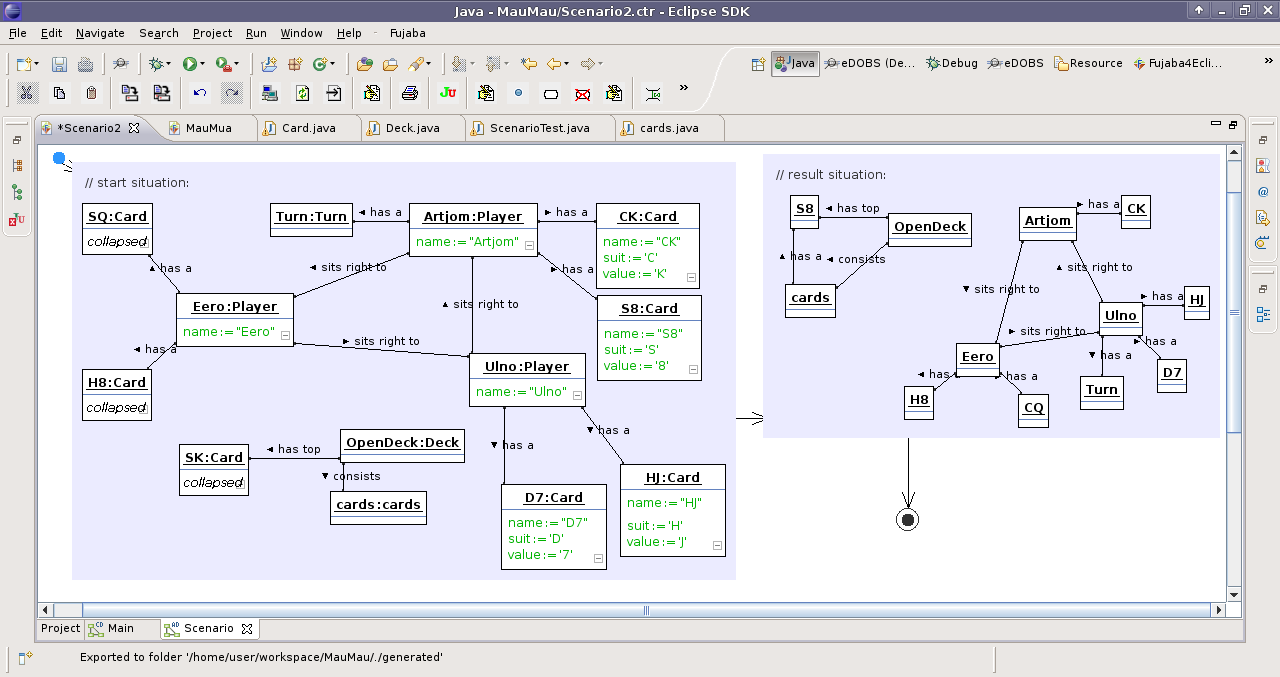 Java - MauMau/Scenario2.ctr - Eclipse SDK
File Edit Navigate Search Project Run Window Help Fujaba
Java eDOBS (De... Debug eDOBS Resource Fujaba4Ecli... »
JU »
*Scenario2 MauMua Card.java Deck.java ScenarioTest.java cards.java
// start situation:
SQ:Card
collapsed
has a
Turn:Turn
has a
Artjom:Player
name:="Artjom"
has a
CK:Card
name:="CK"
suit:='C'
value:='K'
sits right to
has a
Eero:Player
name:="Eero"
sits right to
S8:Card
name:="S8"
suit:='S'
value:='8'
has a
sits right to
H8:Card
collapsed
Ulno:Player
name:="Ulno"
SK:Card
collapsed
has top
OpenDeck:Deck
consists
cards:cards
has a
has a
D7:Card
name:="D7"
suit:='D'
value:='7'
HJ:Card
name:="HJ"
suit:='H'
value:='J'
// result situation:
S8
has top
OpenDeck
has a
consists
cards
Artjom
has a
CK
sits right to
sits right to
Ulno
has a
HJ
sits right to
Eero
has a
has a
D7
Turn
has
has a
H8
CQ
Project Main Scenario
Exported to folder '/home/user/workspace/MauMau/./generated'